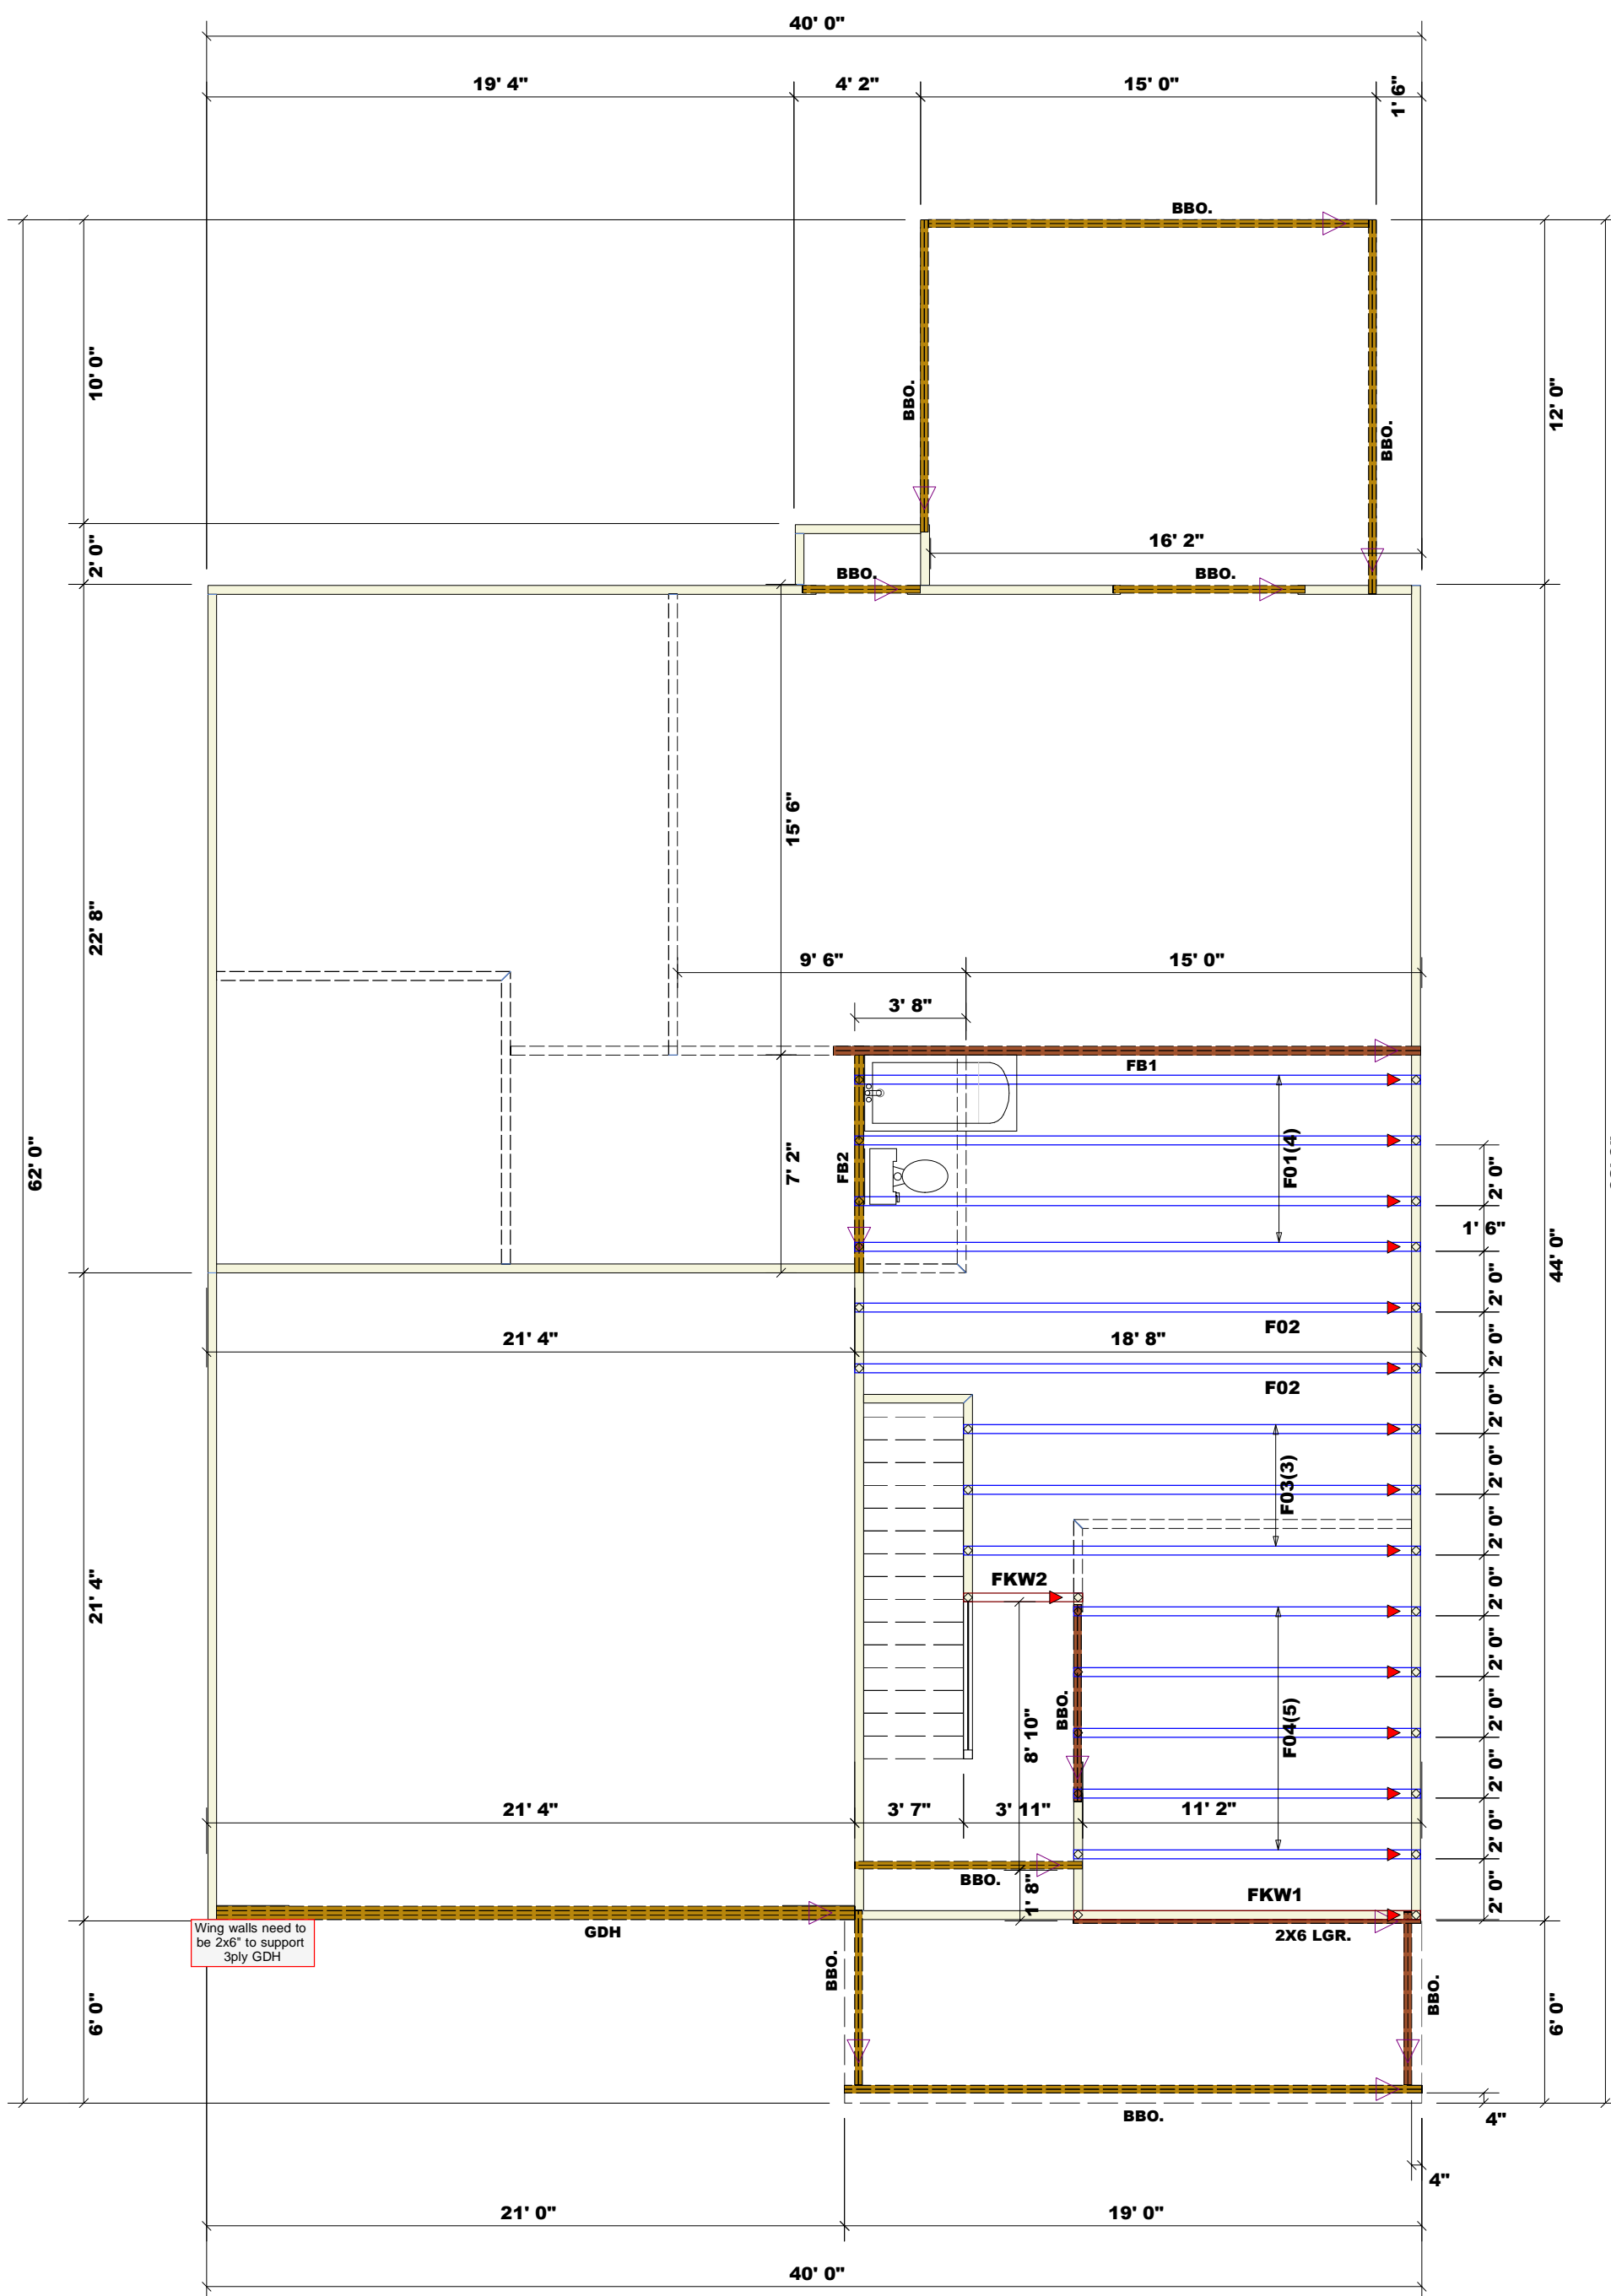 40' 0"
19' 4"
4' 2"
15' 0"
1' 6"
BBO.
10' 0"
BBO.
BBO.
12' 0"
2' 0"
16' 2"
BBO.
BBO.
15' 6"
22' 8"
9' 6"
15' 0"
3' 8"
FB1
62' 0"
7' 2"
FB2
F01(4)
2' 0"
1' 6"
44' 0"
2' 0"
F02
21' 4"
18' 8"
2' 0"
F02
2' 0"
2' 0"
F03(3)
2' 0"
FKW2
2' 0"
21' 4"
2' 0"
8' 10"
BBO.
F04(5)
2' 0"
2' 0"
21' 4"
3' 7"
3' 11"
11' 2"
2' 0"
BBO.
1' 8"
FKW1
2' 0"
Wing walls need to
be 2x6" to support
3ply GDH
GDH
2X6 LGR.
BBO.
BBO.
6' 0"
6' 0"
BBO.
4"
4"
21' 0"
19' 0"
40' 0"